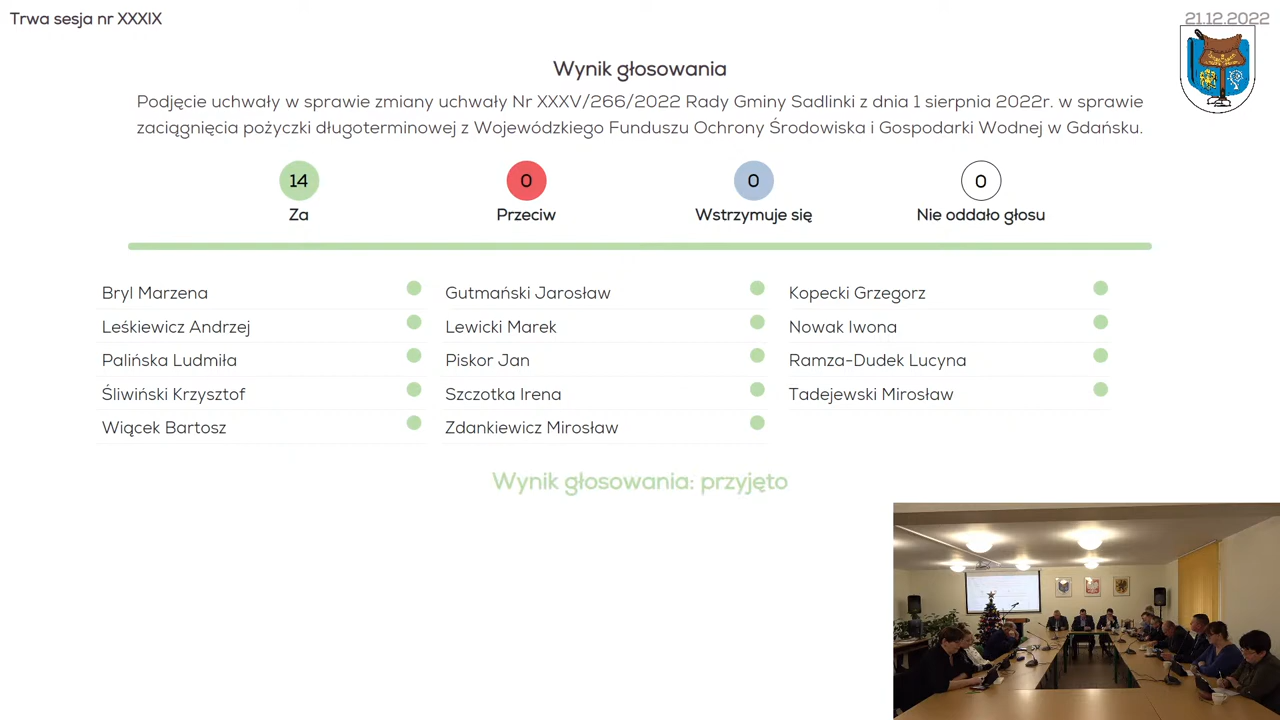 Trwa sesja nr XXXIX
21.12.2022
Wynik głosowania
Podjęcie uchwały w sprawie zmiany uchwały Nr XXXV/266/2022 Rady Gminy Sadlinki z dnia 1 sierpnia 2022r. w sprawie
zaciągnięcia pożyczki długoterminowej z Wojewódzkiego Funduszu Ochrony Środowiska i Gospodarki Wodnej w Gdańsku.
14 0 0 0
Za Przeciw Wstrzymuje się Nie oddało głosu
Bryl Marzena Gutmański Jarosław Kopecki Grzegorz
Leśkiewicz Andrzej Lewicki Marek Nowak Iwona
Palińska Ludmiła Piskor Jan Ramza-Dudek Lucyna
Śliwiński Krzysztof Szczotka Irena Tadejewski Mirosław
Wiącek Bartosz Zdankiewicz Mirosław
Wynik głosowania: przyjęto